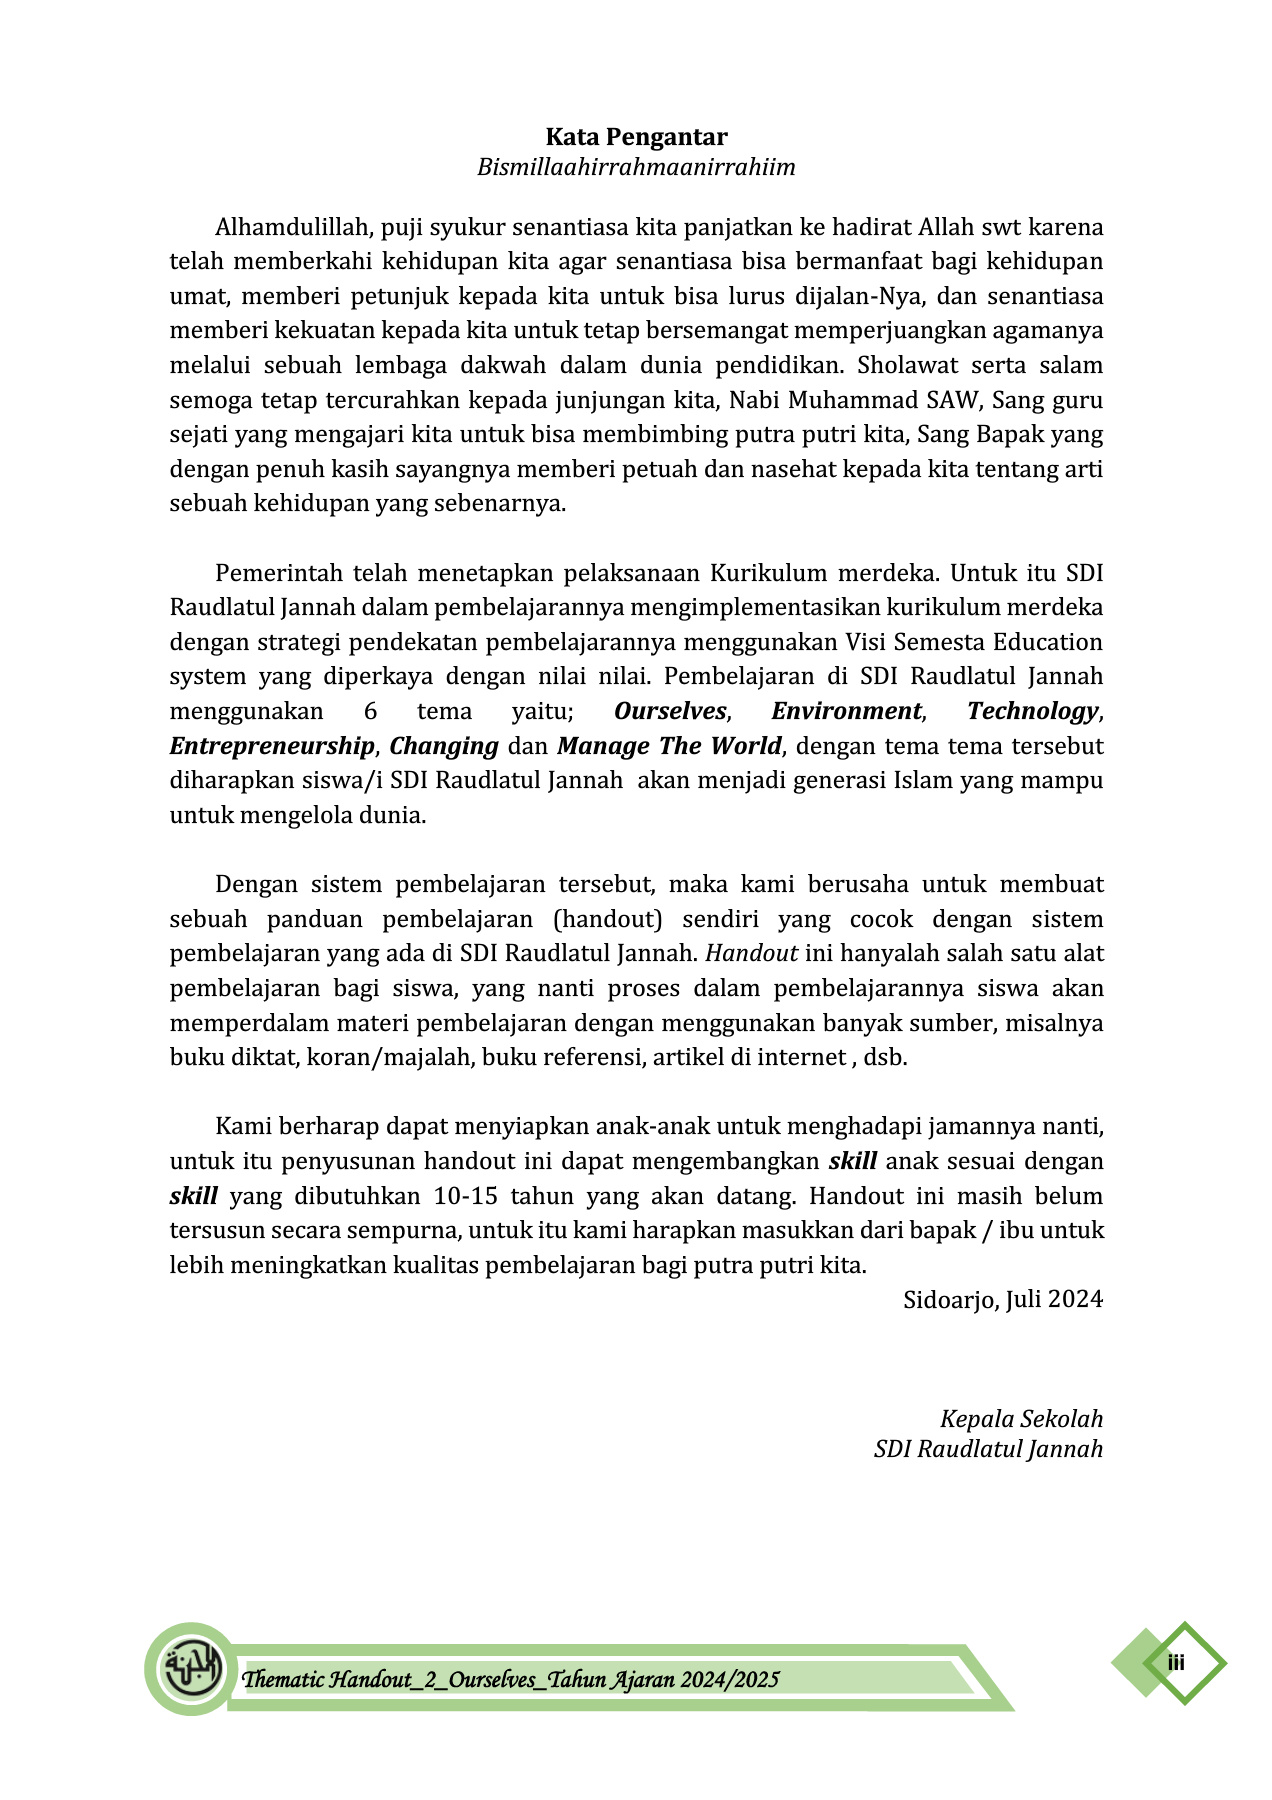 Kata Pengantar
Bismillaahirrahmaanirrahiim
Alhamdulillah, puji syukur senantiasa kita panjatkan ke hadirat Allah swt karena
telah memberkahi kehidupan kita agar senantiasa bisa bermanfaat bagi kehidupan
umat, memberi petunjuk kepada kita untuk bisa lurus dijalan-Nya, dan senantiasa
memberi kekuatan kepada kita untuk tetap bersemangat memperjuangkan agamanya
melalui sebuah lembaga dakwah dalam dunia pendidikan. Sholawat serta salam
semoga tetap tercurahkan kepada junjungan kita, Nabi Muhammad SAW, Sang guru
sejati yang mengajari kita untuk bisa membimbing putra putri kita, Sang Bapak yang
dengan penuh kasih sayangnya memberi petuah dan nasehat kepada kita tentang arti
sebuah kehidupan yang sebenarnya.
Pemerintah telah menetapkan pelaksanaan Kurikulum merdeka. Untuk itu SDI
Raudlatul Jannah dalam pembelajarannya mengimplementasikan kurikulum merdeka
dengan strategi pendekatan pembelajarannya menggunakan Visi Semesta Education
system yang diperkaya dengan nilai nilai. Pembelajaran di SDI Raudlatul Jannah
menggunakan 6 tema yaitu; Ourselves, Environment, Technology,
Entrepreneurship, Changing dan Manage The World, dengan tema tema tersebut
diharapkan siswa/i SDI Raudlatul Jannah  akan menjadi generasi Islam yang mampu
untuk mengelola dunia.
Dengan sistem pembelajaran tersebut, maka kami berusaha untuk membuat
sebuah panduan pembelajaran (handout) sendiri yang cocok dengan sistem
pembelajaran yang ada di SDI Raudlatul Jannah. Handout ini hanyalah salah satu alat
pembelajaran bagi siswa, yang nanti proses dalam pembelajarannya siswa akan
memperdalam materi pembelajaran dengan menggunakan banyak sumber, misalnya
buku diktat, koran/majalah, buku referensi, artikel di internet , dsb.
Kami berharap dapat menyiapkan anak-anak untuk menghadapi jamannya nanti,
untuk itu penyusunan handout ini dapat mengembangkan skill anak sesuai dengan
skill yang dibutuhkan 10-15 tahun yang akan datang. Handout ini masih belum
tersusun secara sempurna, untuk itu kami harapkan masukkan dari bapak / ibu untuk
lebih meningkatkan kualitas pembelajaran bagi putra putri kita.
Sidoarjo, Juli 2024
Kepala Sekolah
SDI Raudlatul Jannah
Thematic Handout_2_Ourselves_Tahun Ajaran 2024/2025
iii